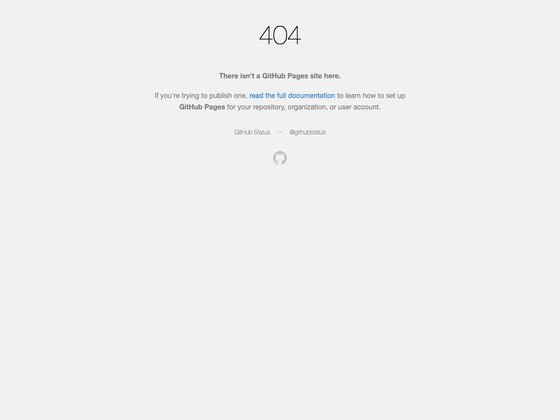 404
There isn't a GitHub Pages site here.
If you're trying to publish one, read the full documentation to learn how to set up
GitHub Pages for your repository, organization, or user account.
GitHub Status — @githubstatus